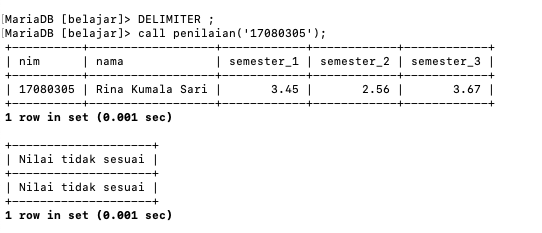 MariaDB [belajar]> DELIMITER ;
MariaDB [belajar]> call penilaian('17080305');
+----------+------------------+------------+------------+------------+
| nim      | nama             | semester_1 | semester_2 | semester_3 |
+----------+------------------+------------+------------+------------+
| 17080305 | Rina Kumala Sari |       3.45 |       2.56 |       3.67 |
+----------+------------------+------------+------------+------------+
1 row in set (0.001 sec)

+--------------------+
| Nilai tidak sesuai |
+--------------------+
| Nilai tidak sesuai |
+--------------------+
1 row in set (0.001 sec)